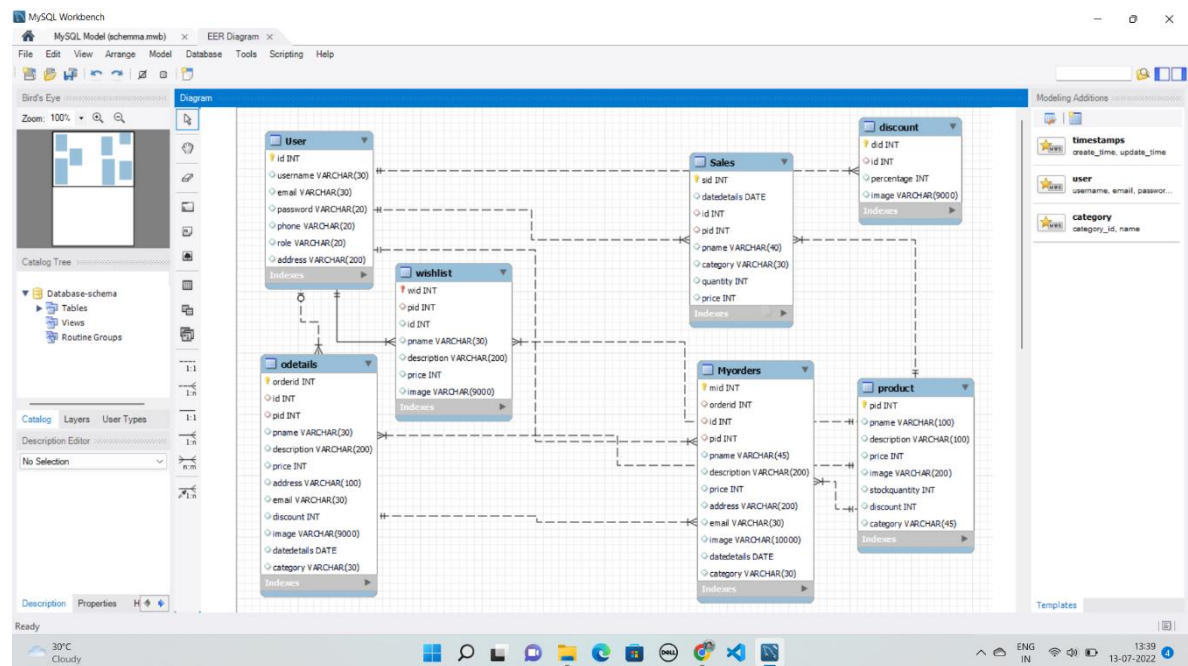 MySQL Workbench
MySQL Model (schemma.mwb) × EER Diagram ×
File Edit View Arrange Model Database Tools Scripting Help
Bird's Eye
Zoom: 100%
Catalog Tree
Database-schema
Tables
Views
Routine Groups
Catalog Layers User Types
Description Editor
No Selection
Description Properties H
1:1
1:n
1:1
1:n
n:m
1:n
Diagram
User
id INT
username VARCHAR(30)
email VARCHAR(30)
password VARCHAR(20)
phone VARCHAR(20)
role VARCHAR(20)
address VARCHAR(200)
Indexes
wishlist
wid INT
pid INT
id INT
pname VARCHAR(30)
description VARCHAR(200)
price INT
image VARCHAR(9000)
Indexes
odetails
orderid INT
id INT
pid INT
pname VARCHAR(30)
description VARCHAR(200)
price INT
address VARCHAR(100)
email VARCHAR(30)
discount INT
image VARCHAR(9000)
datedetails DATE
category VARCHAR(30)
Indexes
Sales
sid INT
datedetails DATE
id INT
pid INT
pname VARCHAR(40)
category VARCHAR(30)
quantity INT
price INT
Indexes
discount
did INT
id INT
percentage INT
image VARCHAR(9000)
Indexes
Myorders
mid INT
orderid INT
id INT
pid INT
pname VARCHAR(45)
description VARCHAR(200)
price INT
address VARCHAR(200)
email VARCHAR(30)
image VARCHAR(10000)
datedetails DATE
category VARCHAR(30)
Indexes
product
pid INT
pname VARCHAR(100)
description VARCHAR(100)
price INT
image VARCHAR(200)
stockquantity INT
discount INT
category VARCHAR(45)
Indexes
Modeling Additions
timestamps
create_time, update_time
user
username, email, passwor...
category
category_id, name
Templates
Ready
30°C
Cloudy
DELL
ENG
IN
13:39
13-07-2022
4